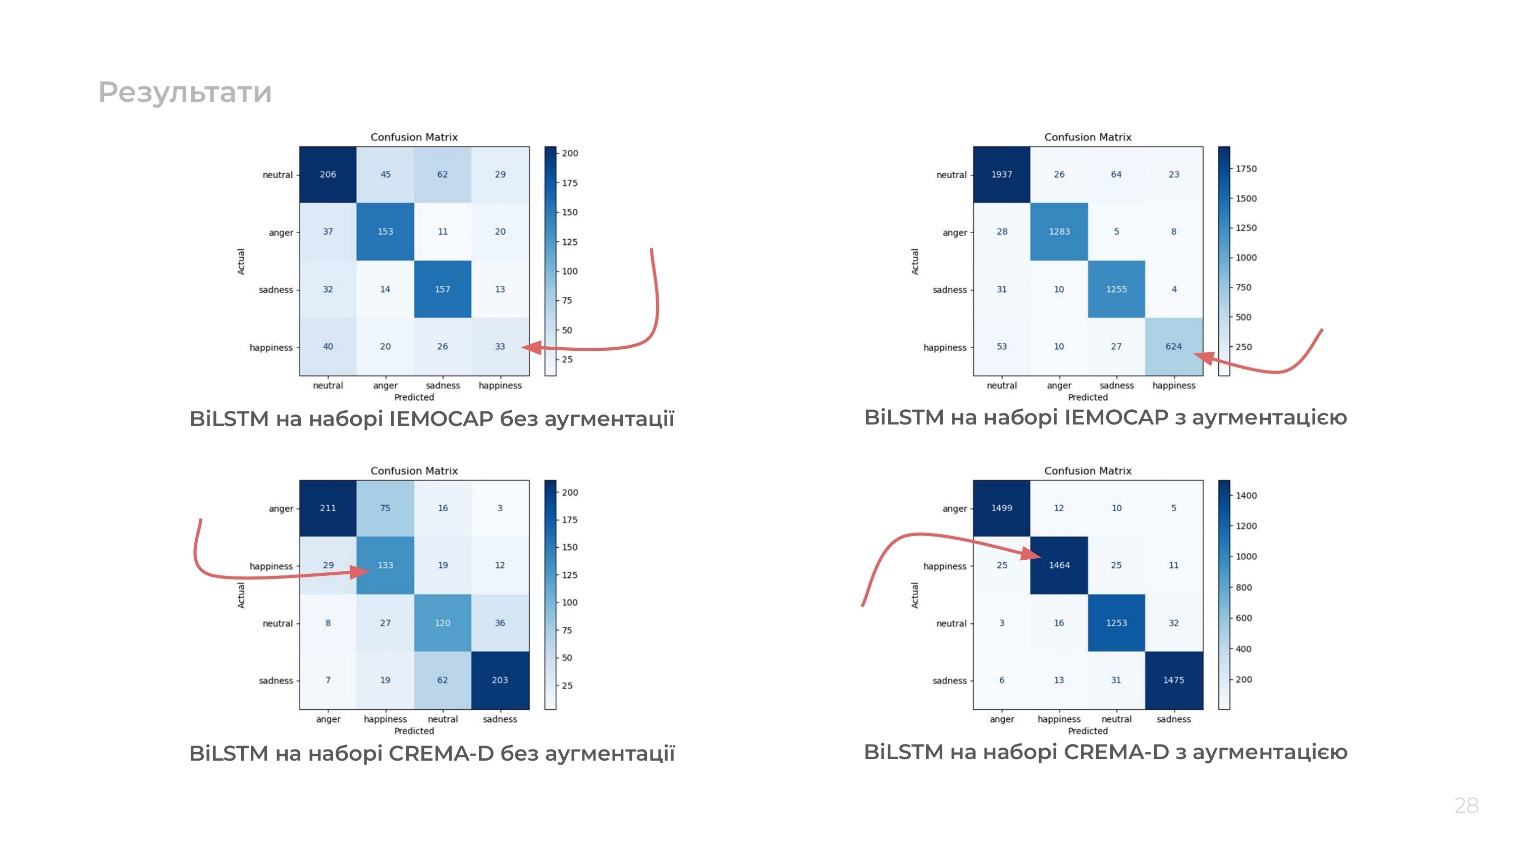 Результати
Confusion Matrix
neutral 206 45 62 29
anger 37 153 11 20
sadness 32 14 157 13
happiness 40 20 26 33
neutral anger sadness happiness
Predicted
Actual
200
175
150
125
100
75
50
25
BiLSTM на наборі IEMOCAP без аугментації
Confusion Matrix
neutral 1937 26 64 23
anger 28 1283 5 8
sadness 31 10 1255 4
happiness 53 10 27 624
neutral anger sadness happiness
Predicted
Actual
1750
1500
1250
1000
750
500
250
BiLSTM на наборі IEMOCAP з аугментацією
Confusion Matrix
anger 211 75 16 3
happiness 29 133 19 12
neutral 8 27 120 36
sadness 7 19 62 203
anger happiness neutral sadness
Predicted
Actual
200
175
150
125
100
75
50
25
BiLSTM на наборі CREMA-D без аугментації
Confusion Matrix
anger 1499 12 10 5
happiness 25 1464 25 11
neutral 3 16 1253 32
sadness 6 13 31 1475
anger happiness neutral sadness
Predicted
Actual
1400
1200
1000
800
600
400
200
BiLSTM на наборі CREMA-D з аугментацією
28